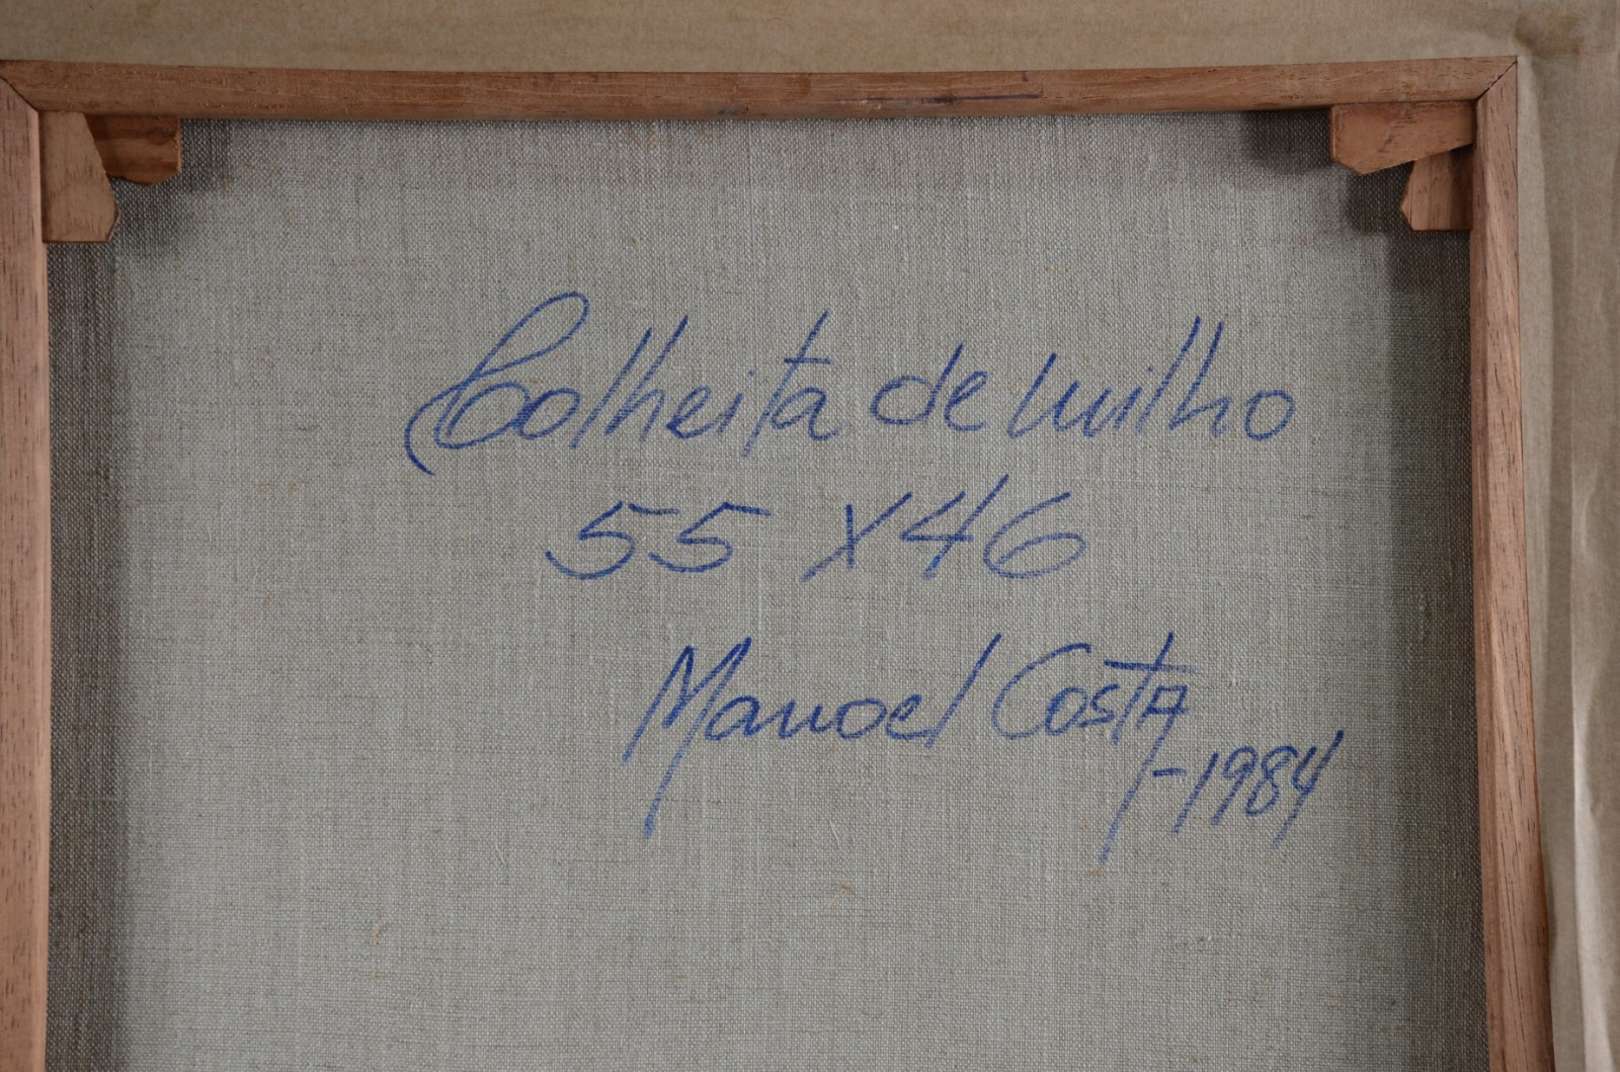 Colheita de milho
55 x 46
Manoel Costa
-1984